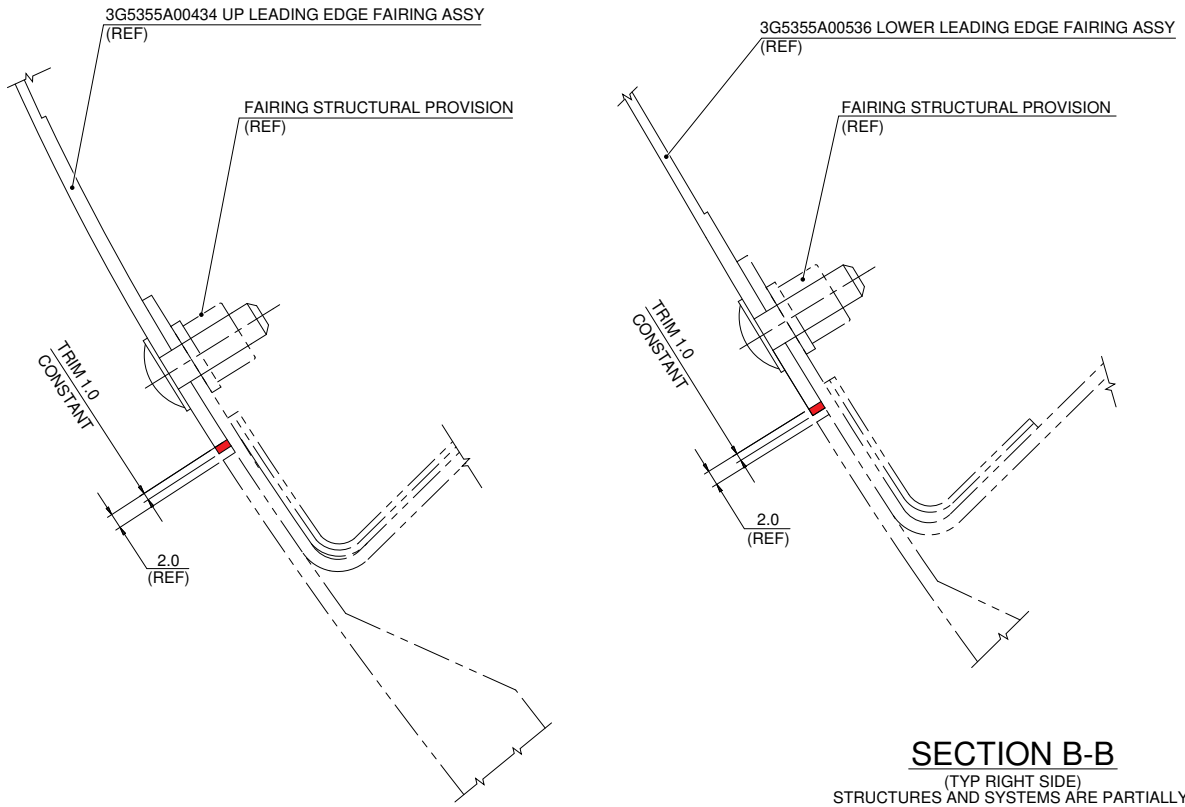 3G5355A00434 UP LEADING EDGE FAIRING ASSY
(REF)
FAIRING STRUCTURAL PROVISION
(REF)
TRIM 1.0
CONSTANT
2.0
(REF)
3G5355A00536 LOWER LEADING EDGE FAIRING ASSY
(REF)
FAIRING STRUCTURAL PROVISION
(REF)
TRIM 1.0
CONSTANT
2.0
(REF)
SECTION B-B
(TYP RIGHT SIDE)
STRUCTURES AND SYSTEMS ARE PARTIALLY